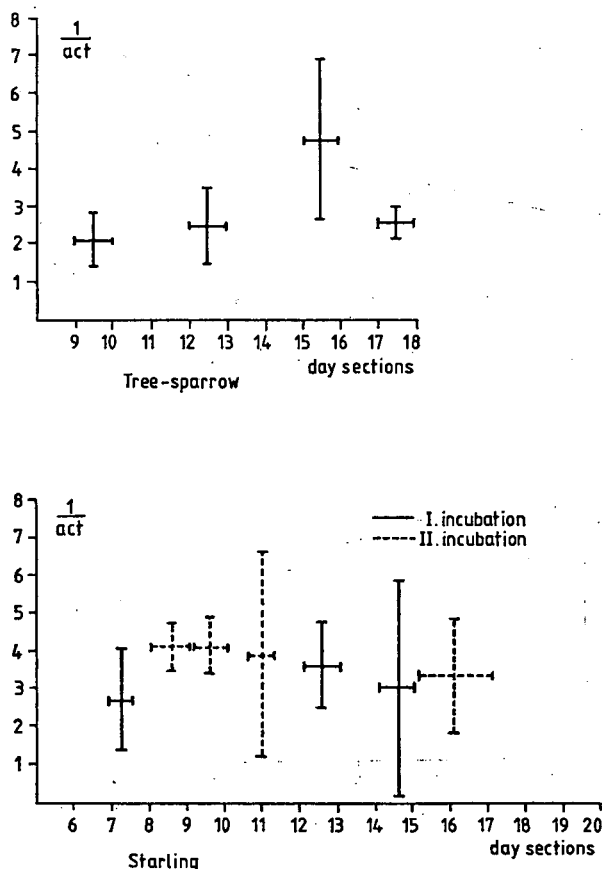 8
1/act
7
6
5
4
3
2
1
9 10 11 12 13 14 15 16 17 18
Tree-sparrow
day sections
8
1/act
7
6
5
4
3
2
1
I. incubation
II. incubation
6 7 8 9 10 11 12 13 14 15 16 17 18 19 20
day sections
Starling